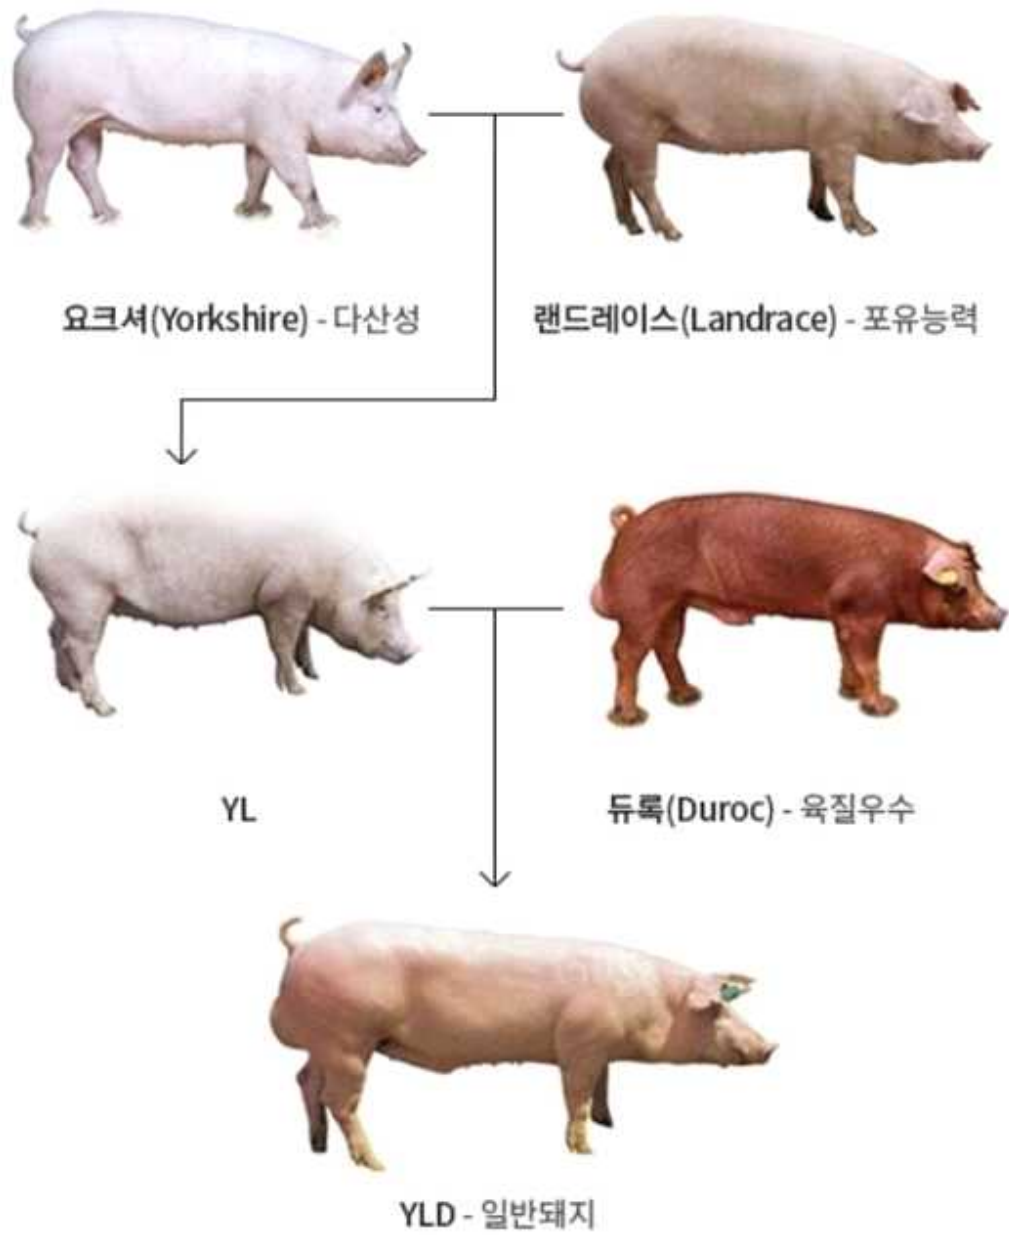 요크셔(Yorkshire) - 다산성
랜드레이스(Landrace) - 포유능력
YL
듀록(Duroc) - 육질우수
YLD - 일반돼지